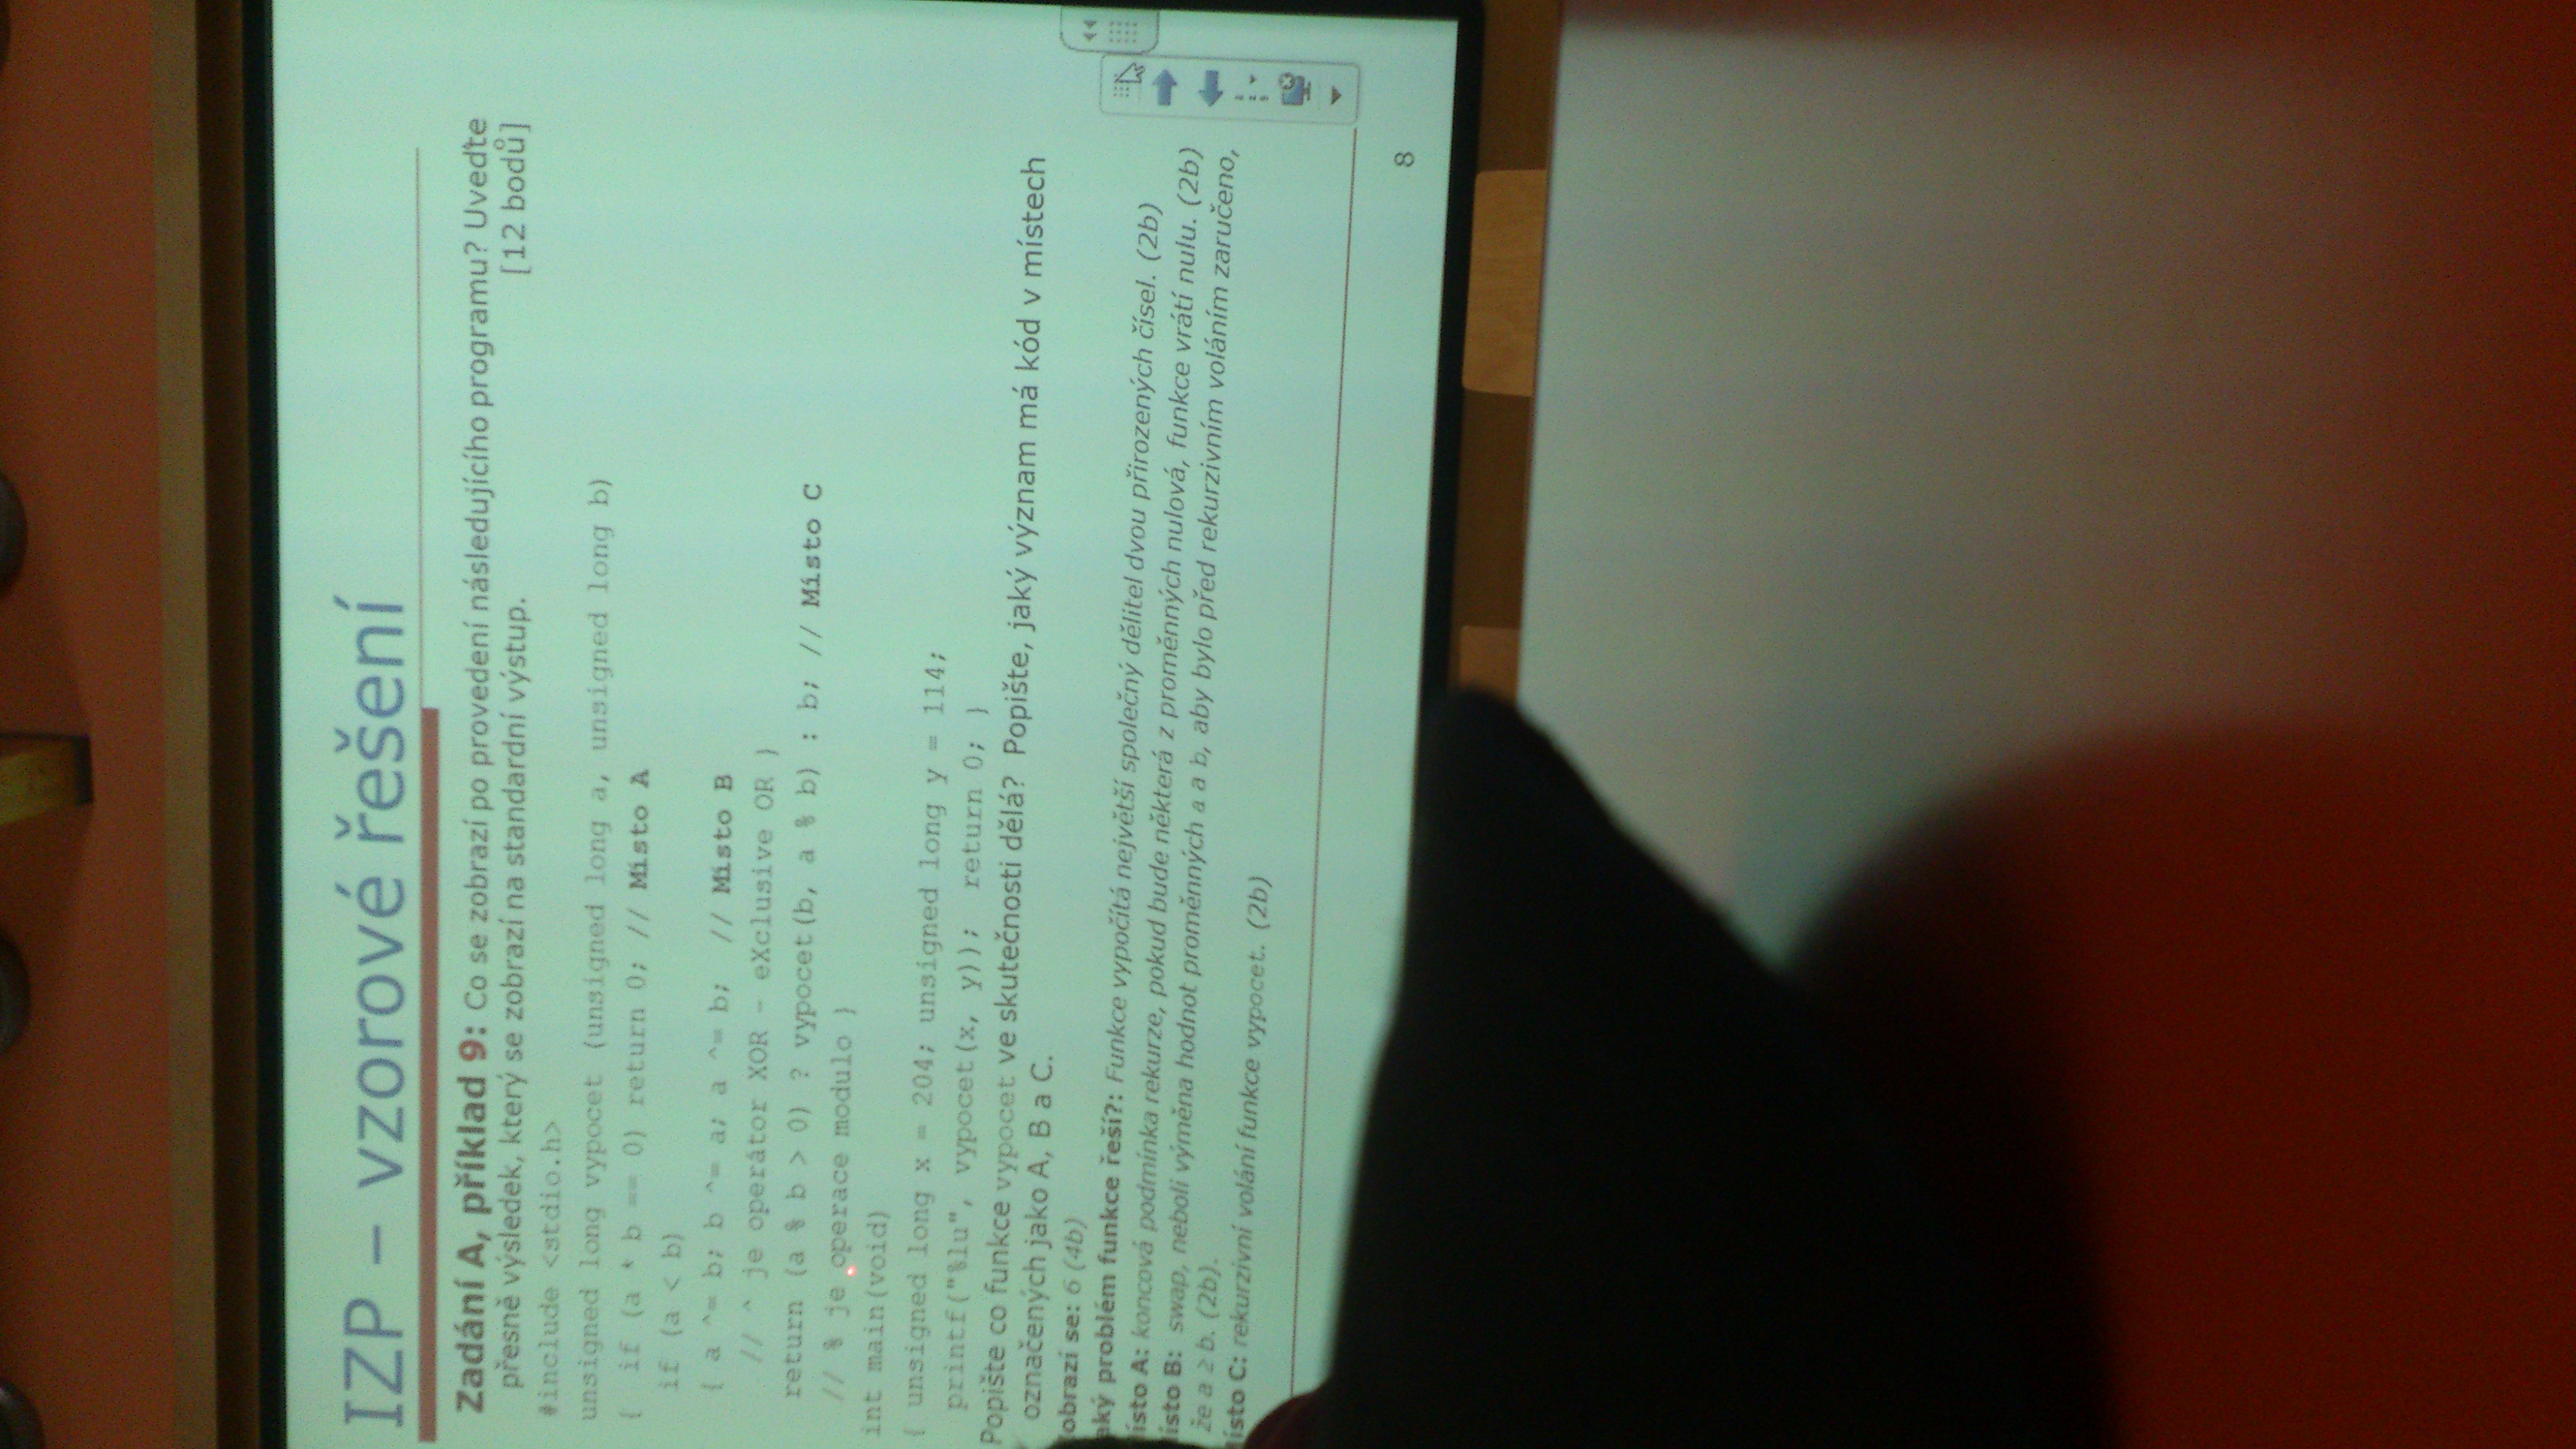 IZP – vzorové řešení
Zadání A, příklad 9: Co se zobrazí po provedení následujícího programu? Uveďte
přesně výsledek, který se zobrazí na standardní výstup. [12 bodů]
#include <stdio.h>
unsigned long vypocet (unsigned long a, unsigned long b)
{ if (a * b == 0) return 0; // Místo A
if (a < b)
{ a ^= b; b ^= a; a ^= b; // Místo B
// ^ je operátor XOR - eXclusive OR }
return (a % b > 0) ? vypocet(b, a % b) : b; // Místo C
// % je operace modulo }
int main(void)
{ unsigned long x = 204; unsigned long y = 114;
printf("%lu", vypocet(x, y)); return 0; }
Popište co funkce vypocet ve skutečnosti dělá? Popište, jaký význam má kód v místech
označených jako A, B a C.
obrazí se: 6 (4b)
aký problém funkce řeší?: Funkce vypočítá největší společný dělitel dvou přirozených čísel. (2b)
ísto A: koncová podmínka rekurze, pokud bude některá z proměnných nulová, funkce vrátí nulu. (2b)
ísto B: swap, neboli výměna hodnot proměnných a a b, aby bylo před rekurzivním voláním zaručeno,
že a ≥ b. (2b).
ísto C: rekurzivní volání funkce vypocet. (2b)
8